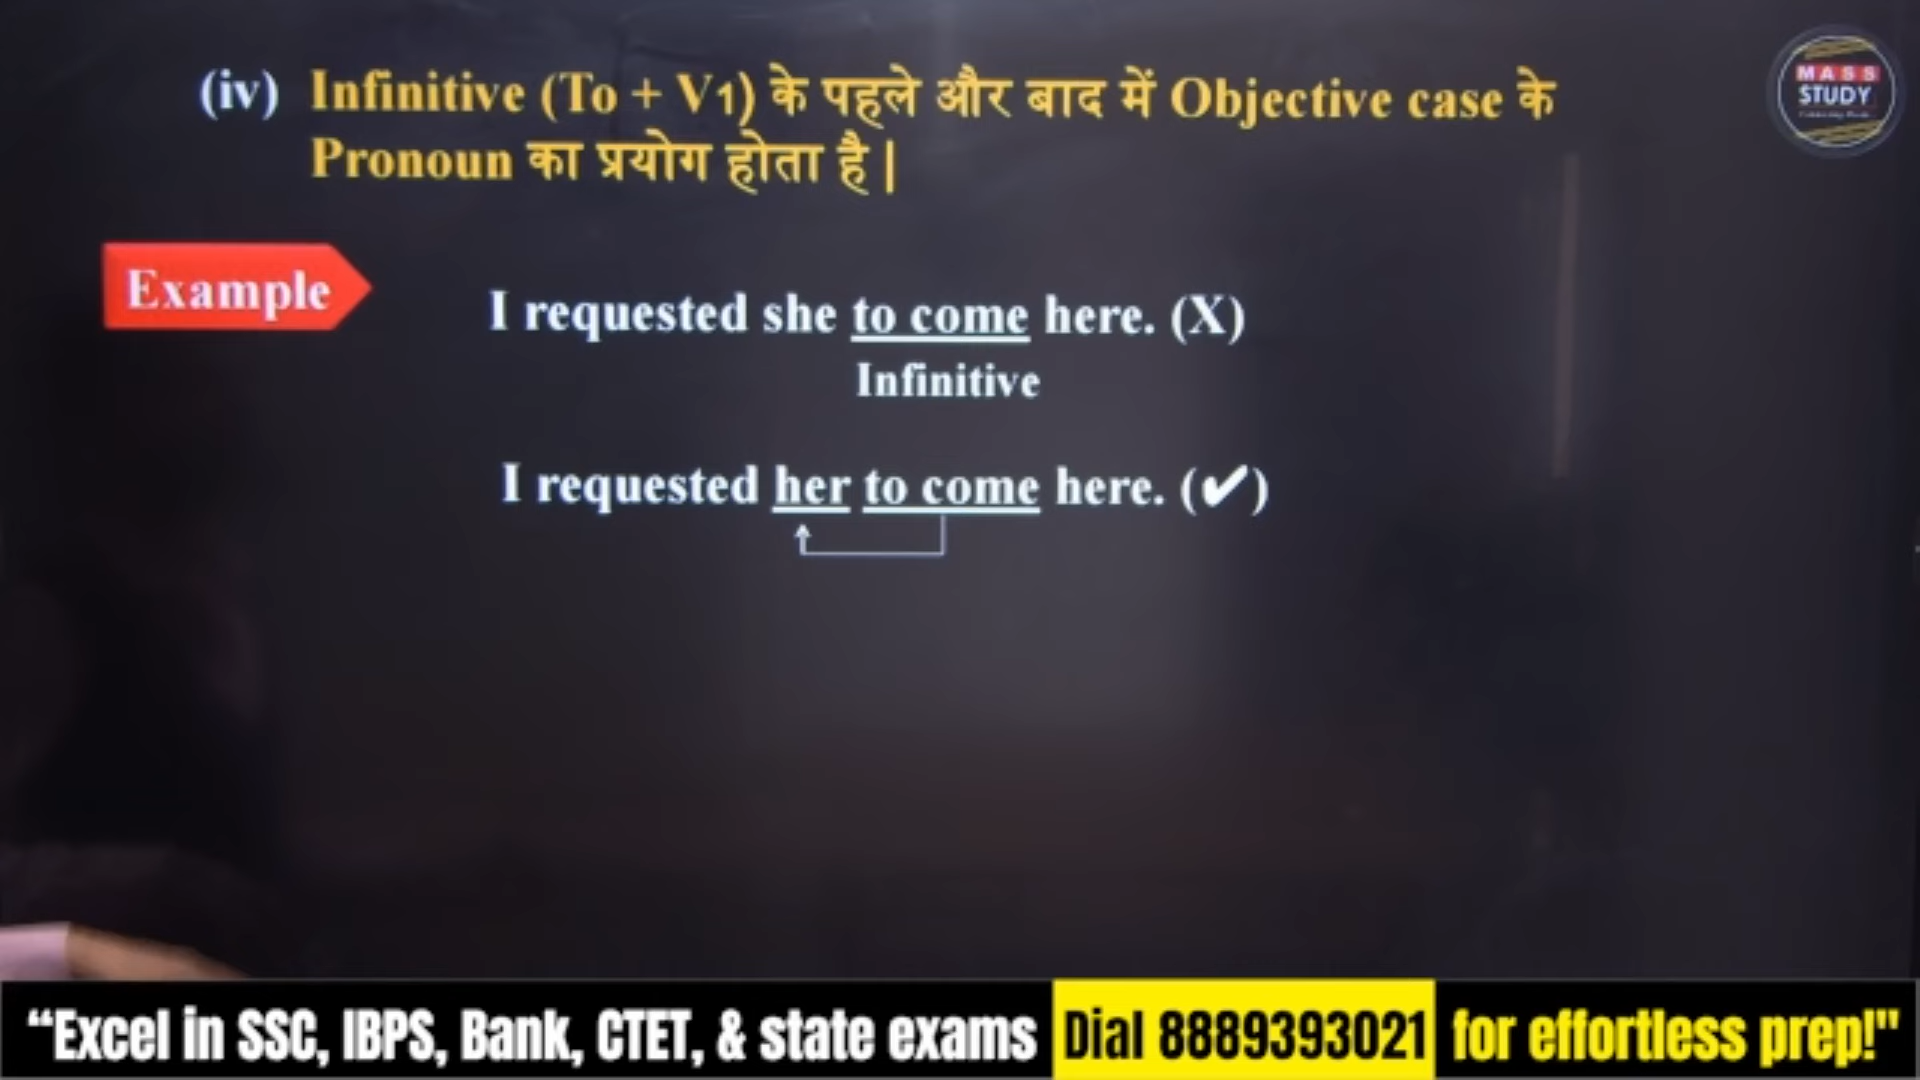 (iv) Infinitive (To + V1) के पहले और बाद में Objective case के
Pronoun का प्रयोग होता है|
MASS
STUDY
Example
I requested she to come here. (X)
Infinitive
I requested her to come here. (✔)
“Excel in SSC, IBPS, Bank, CTET, & state exams Dial 8889393021 for effortless prep!"